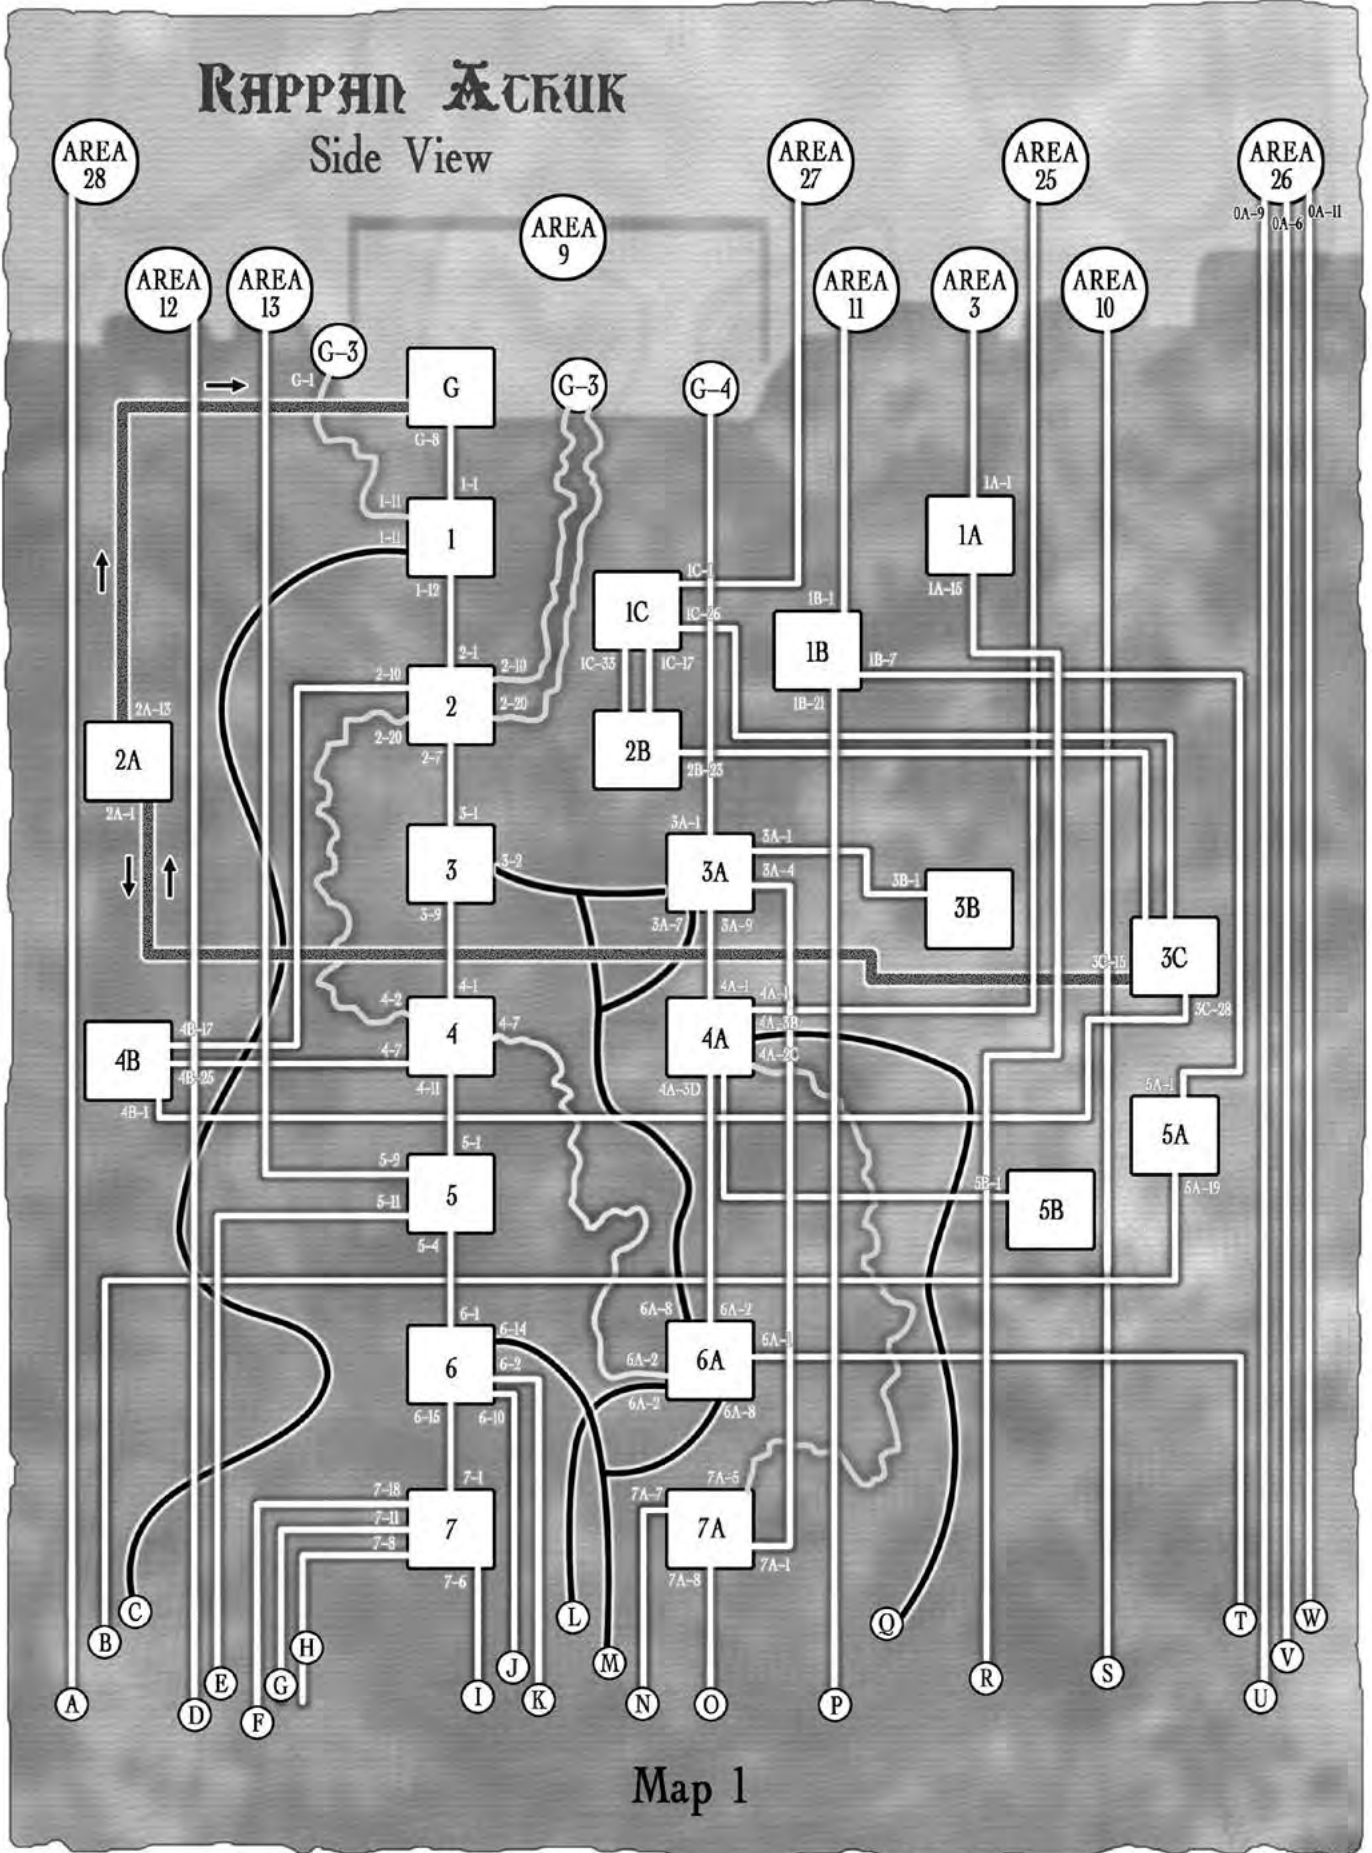 Rappan Athuk
Side View
AREA
28
AREA
27
AREA
25
AREA
26
0A-9
0A-6
0A-11
AREA
9
AREA
12
AREA
13
AREA
11
AREA
3
AREA
10
G-3
G-1
G
G-8
G-3
G-4
1-1
1-11
1
1-11
1-12
1A-1
1A
1A-15
1C-1
1C
1C-26
1C-33
1C-17
1B-1
1B
1B-7
1B-21
2-1
2-10
2-10
2
2-20
2-20
2-7
2A-13
2A
2A-1
2B
2B-23
3-1
3
3-2
3-9
3A-1
3A-1
3A
3A-4
3A-7
3A-9
3B-1
3B
3C
3C-15
3C-28
4-1
4-2
4
4-7
4-7
4-11
4B-17
4B
4B-25
4B-1
4A-1
4A-1
4A
4A-3B
4A-2C
4A-3D
5-1
5-9
5
5-11
5-4
5A-1
5A
5A-19
5B-1
5B
6-1
6-14
6
6-2
6-15
6-10
6A-8
6A-2
6A-1
6A
6A-2
6A-2
6A-8
7-1
7-18
7-11
7
7-8
7-6
7A-5
7A-7
7A
7A-8
7A-1
A
B
C
D
E
F
G
H
I
J
K
L
M
N
O
P
Q
R
S
T
U
V
W
Map 1